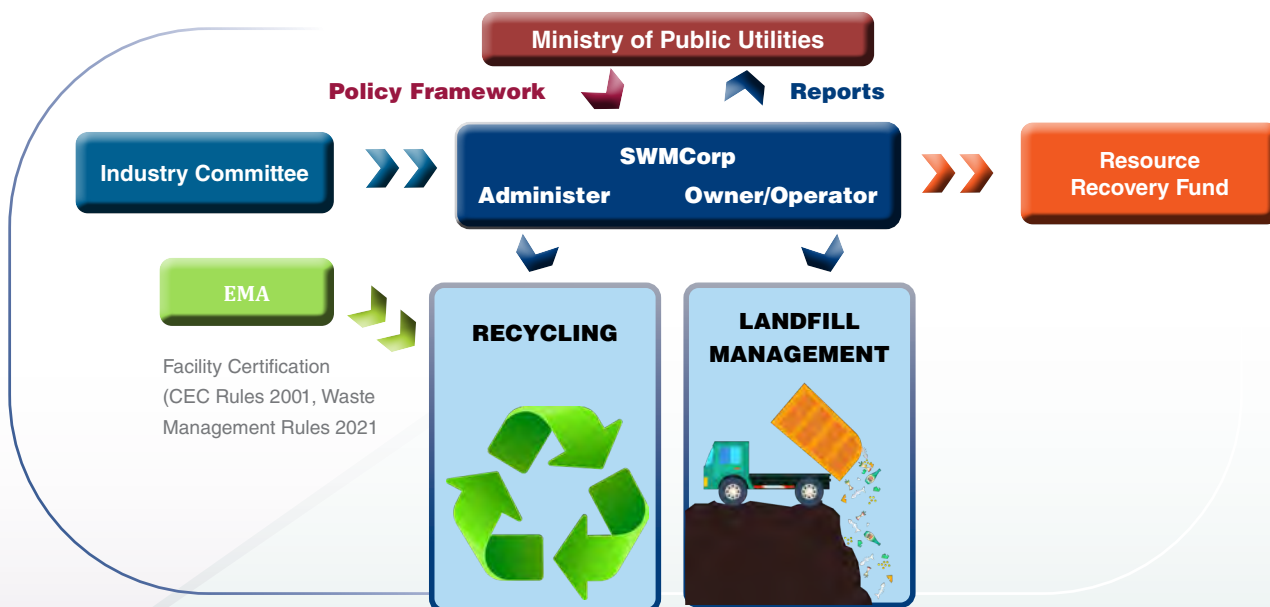 Ministry of Public Utilities
Policy Framework
Reports
Industry Committee
SWMCorp
Administer
Owner/Operator
Resource
Recovery Fund
EMA
Facility Certification
(CEC Rules 2001, Waste
Management Rules 2021
RECYCLING
LANDFILL
MANAGEMENT